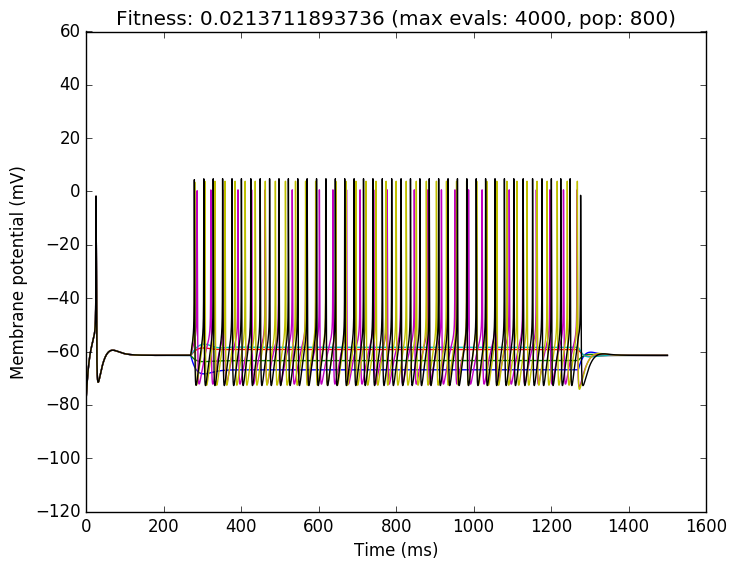 Fitness: 0.0213711893736 (max evals: 4000, pop: 800)
60
40
20
0
−20
−40
−60
−80
−100
−120
Membrane potential (mV)
0 200 400 600 800 1000 1200 1400 1600
Time (ms)